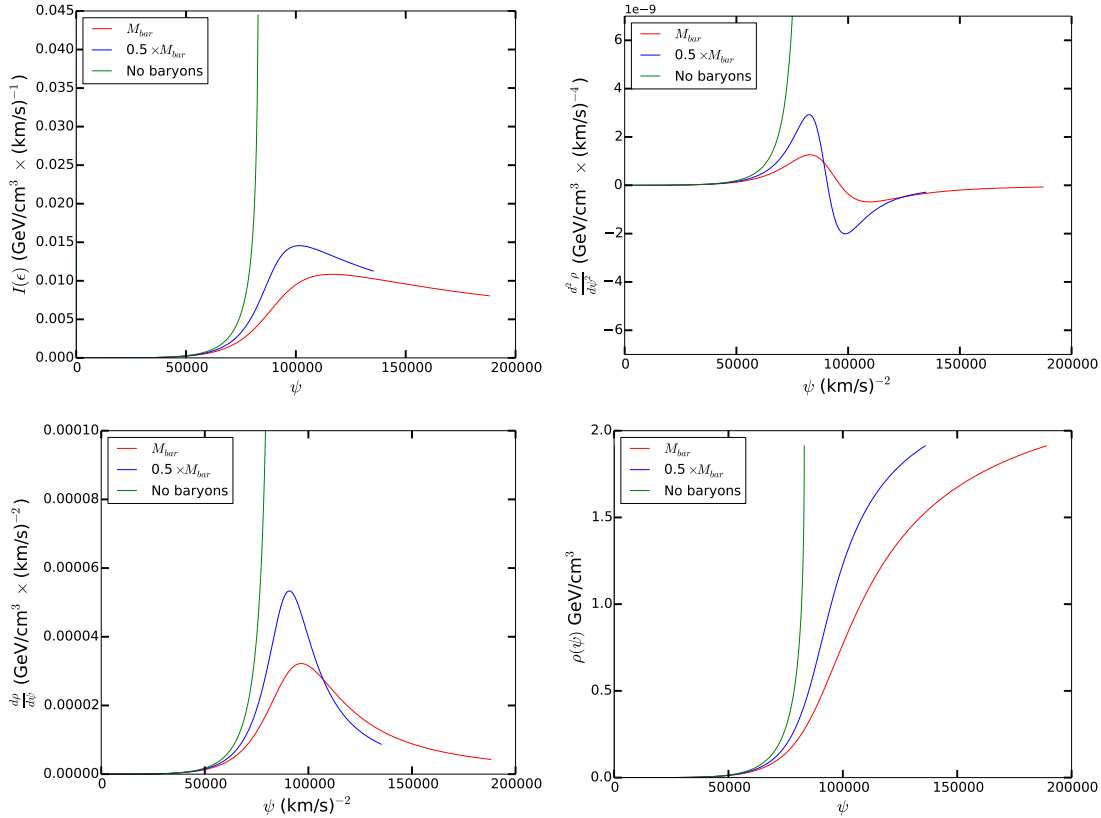 0.045
0.040
0.035
0.030
0.025
0.020
0.015
0.010
0.005
0.000
0 50000 100000 150000 200000
ψ
I(ϵ) (GeV/cm³ × (km/s)⁻¹)
M_bar
0.5 ×M_bar
No baryons
1e−9
6
4
2
0
−2
−4
−6
0 50000 100000 150000 200000
ψ (km/s)⁻²
d² ρ/dψ² (GeV/cm³ × (km/s)⁻⁴
M_bar
0.5 ×M_bar
No baryons
0.00010
0.00008
0.00006
0.00004
0.00002
0.00000
0 50000 100000 150000 200000
ψ (km/s)⁻²
dρ/dψ (GeV/cm³ × (km/s)⁻²)
M_bar
0.5 ×M_bar
No baryons
2.0
1.5
1.0
0.5
0.0
0 50000 100000 150000 200000
ψ
ρ(ψ) GeV/cm³
M_bar
0.5 ×M_bar
No baryons